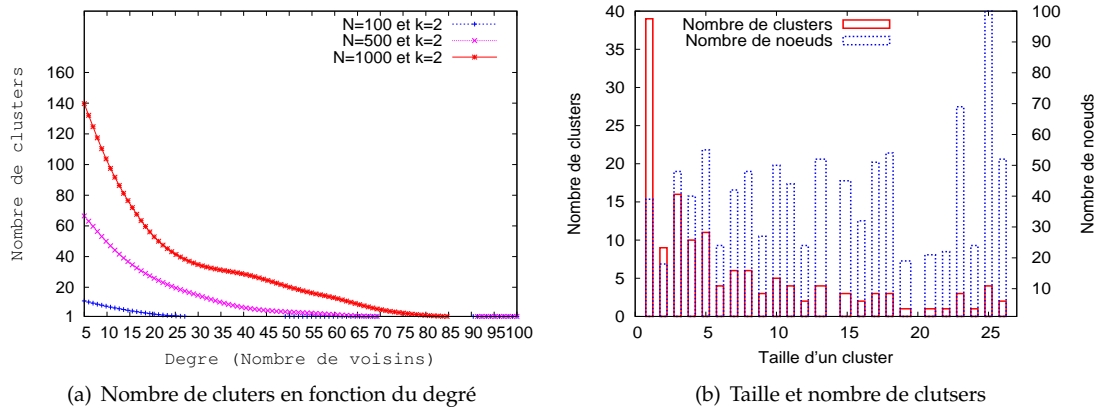 N=100 et k=2
N=500 et k=2
N=1000 et k=2
Nombre de clusters
160
140
120
100
80
60
40
20
1
5 10 15 20 25 30 35 40 45 50 55 60 65 70 75 80 85 90 95 100
Degre (Nombre de voisins)
(a) Nombre de cluters en fonction du degré
Nombre de clusters
Nombre de noeuds
Nombre de clusters
40
35
30
25
20
15
10
5
0
0 5 10 15 20 25
Taille d'un cluster
100
90
80
70
60
50
40
30
20
10
Nombre de noeuds
(b) Taille et nombre de clutsers